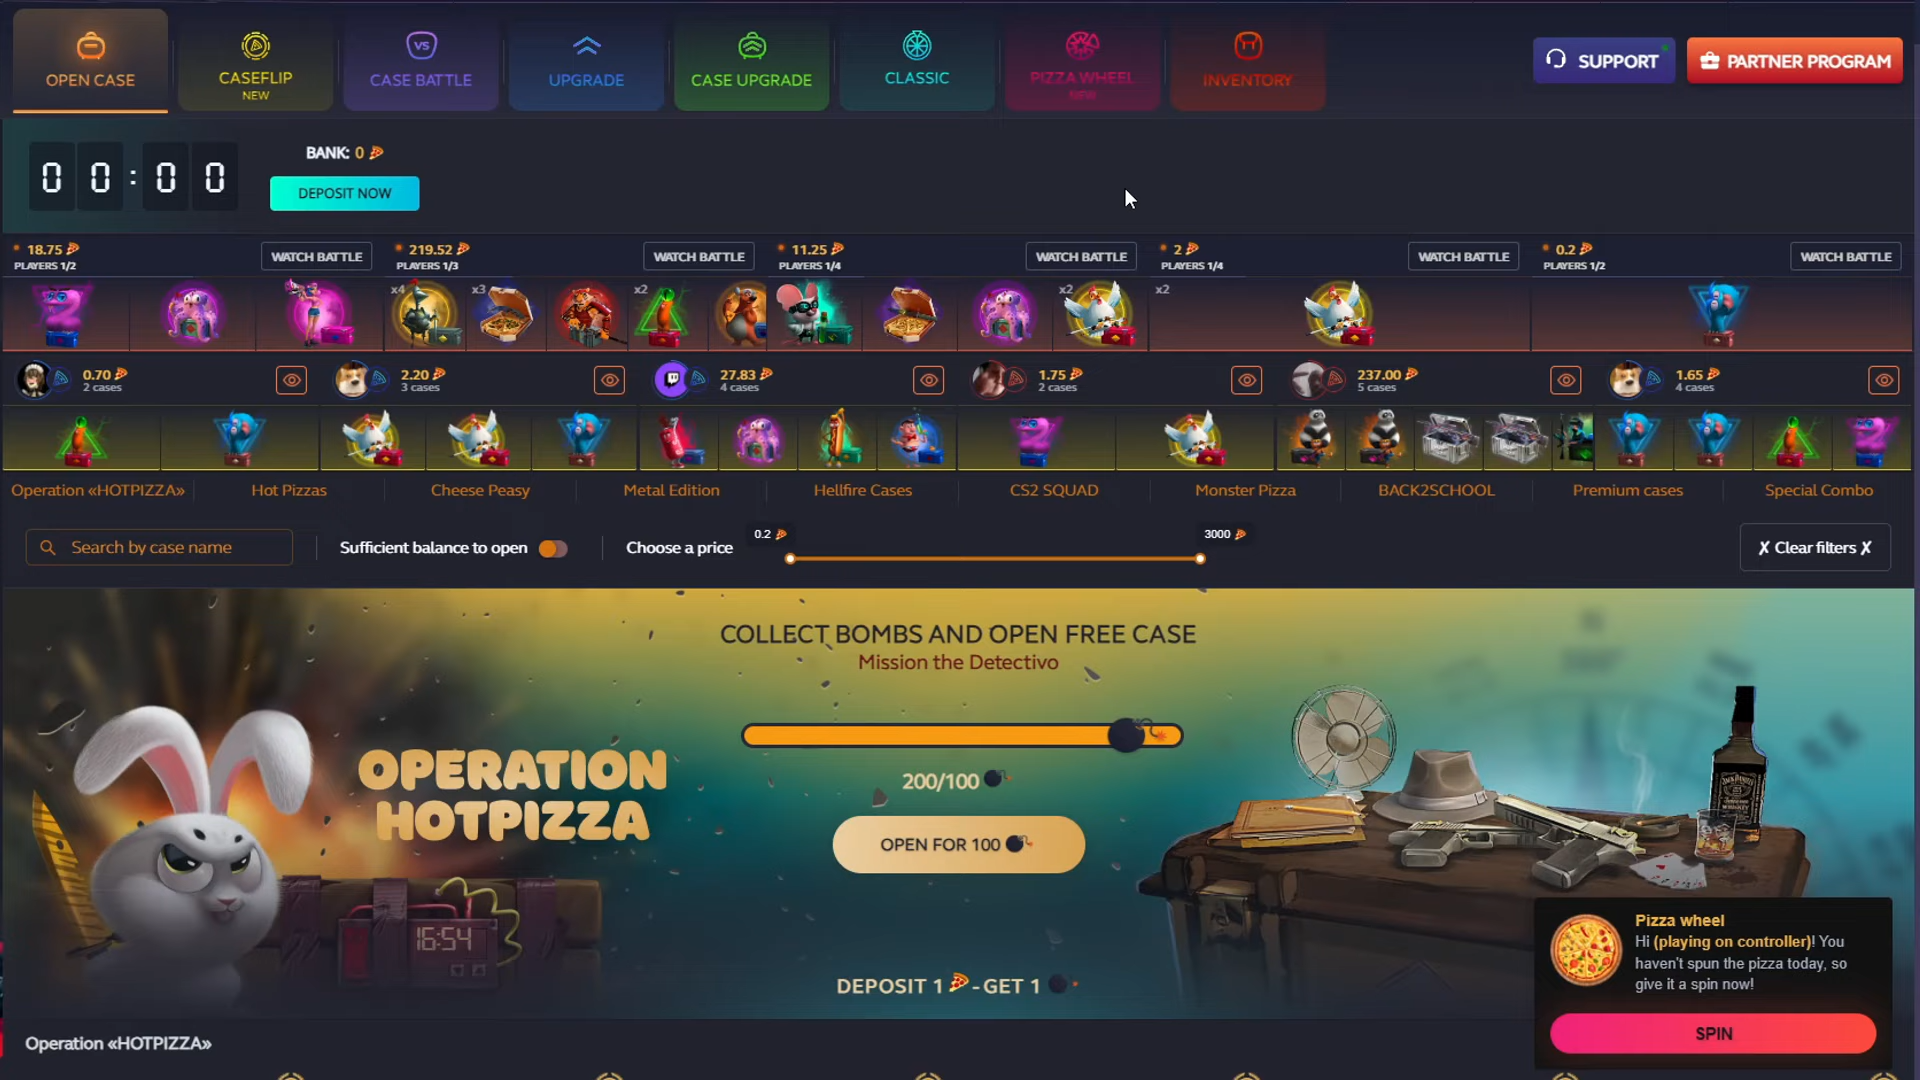 OPEN CASE
CASEFLIP
NEW
VS
CASE BATTLE
UPGRADE
CASE UPGRADE
CLASSIC
PIZZA WHEEL
NEW
INVENTORY
SUPPORT
PARTNER PROGRAM
00:00
BANK: 0
DEPOSIT NOW
18.75
PLAYERS 1/2
WATCH BATTLE
219.52
PLAYERS 1/3
WATCH BATTLE
11.25
PLAYERS 1/4
WATCH BATTLE
2
PLAYERS 1/4
WATCH BATTLE
0.2
PLAYERS 1/2
WATCH BATTLE
x4
x3
x2
x2
x2
0.70
2 cases
2.20
3 cases
27.83
4 cases
1.75
2 cases
237.00
5 cases
1.65
4 cases
Operation «HOTPIZZA»
Hot Pizzas
Cheese Peasy
Metal Edition
Hellfire Cases
CS2 SQUAD
Monster Pizza
BACK2SCHOOL
Premium cases
Special Combo
Search by case name
Sufficient balance to open
Choose a price
0.2
3000
✗ Clear filters ✗
COLLECT BOMBS AND OPEN FREE CASE
Mission the Detectivo
OPERATION
HOTPIZZA
200/100
OPEN FOR 100
16:54
DEPOSIT 1 - GET 1
JACK DANIEL'S
WHISKEY
Pizza wheel
Hi (playing on controller)! You
haven't spun the pizza today, so
give it a spin now!
SPIN
Operation «HOTPIZZA»